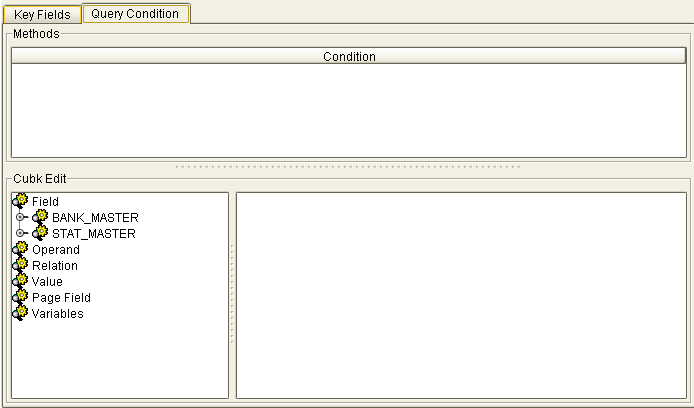 Key Fields Query Condition
Methods
Condition
Cubk Edit
Field
BANK_MASTER
STAT_MASTER
Operand
Relation
Value
Page Field
Variables